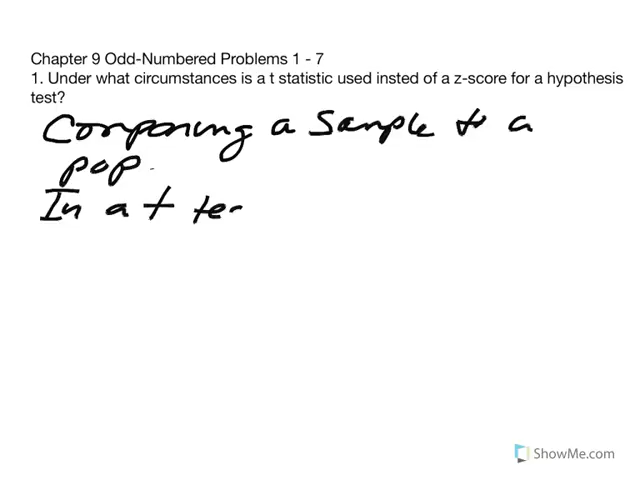 Chapter 9 Odd-Numbered Problems 1 - 7
1. Under what circumstances is a t statistic used insted of a z-score for a hypothesis
test?
Comparing a sample to a
pop.
In a t tes
ShowMe.com